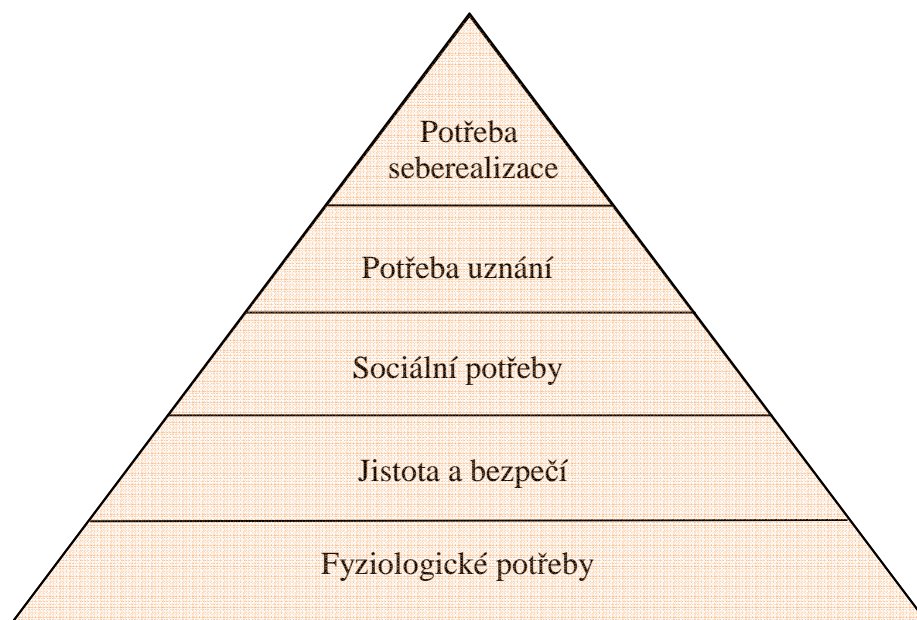 Potřeba
seberealizace
Potřeba uznání
Sociální potřeby
Jistota a bezpečí
Fyziologické potřeby